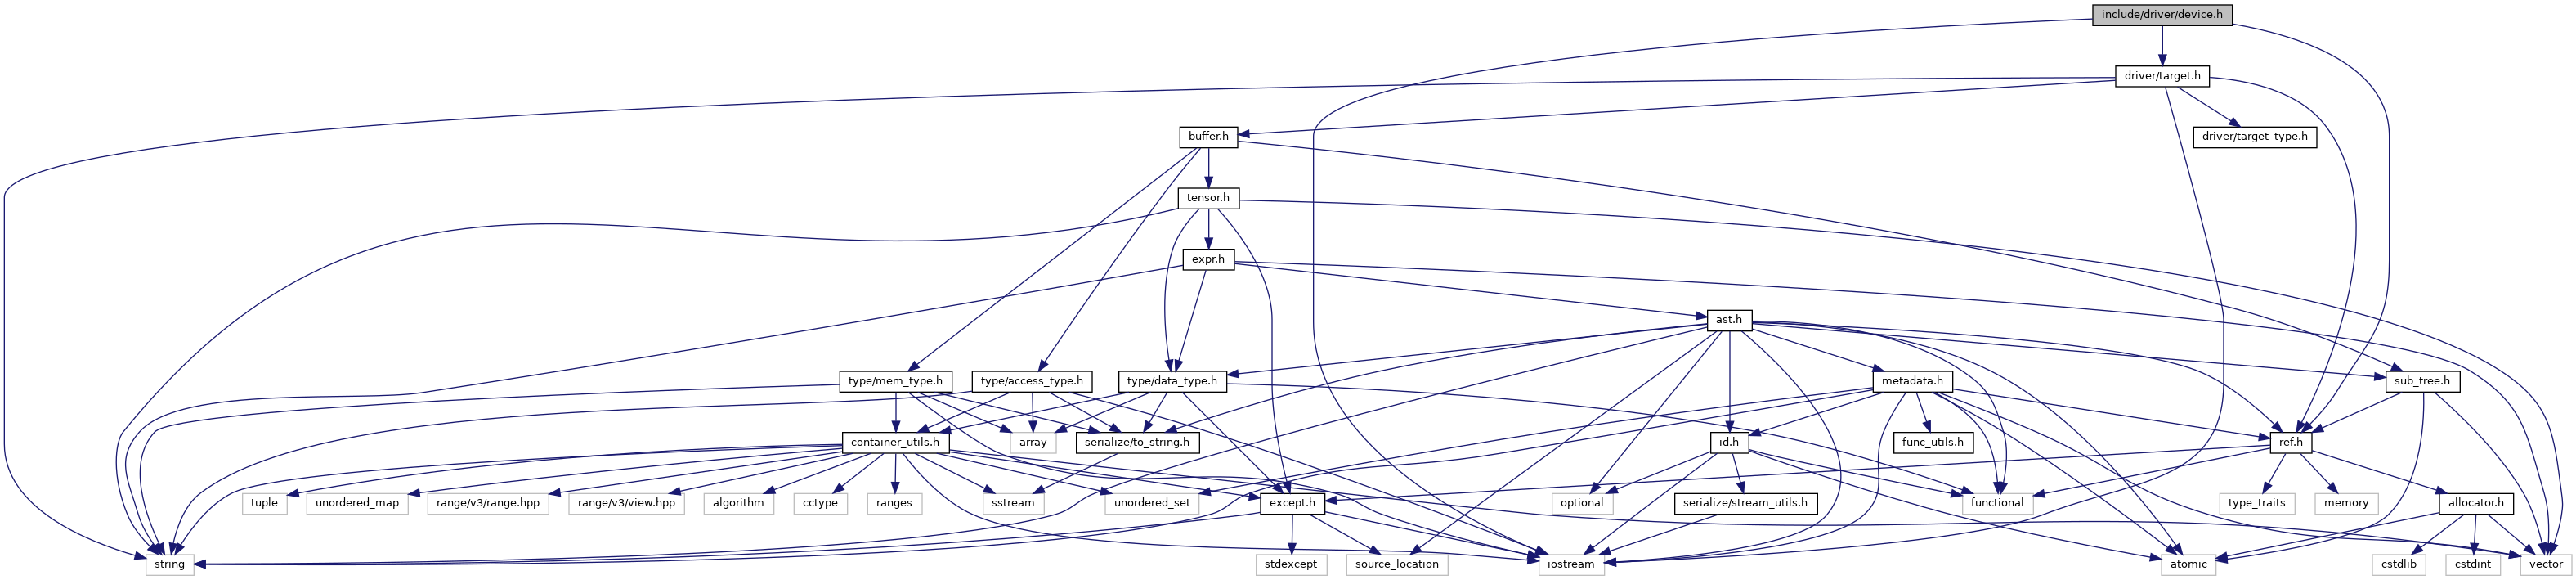 include/driver/device.h
driver/target.h
buffer.h
driver/target_type.h
tensor.h
expr.h
ast.h
type/mem_type.h
type/access_type.h
type/data_type.h
metadata.h
sub_tree.h
container_utils.h
array
serialize/to_string.h
id.h
func_utils.h
ref.h
tuple
unordered_map
range/v3/range.hpp
range/v3/view.hpp
algorithm
cctype
ranges
sstream
unordered_set
except.h
optional
serialize/stream_utils.h
functional
type_traits
memory
allocator.h
string
stdexcept
source_location
iostream
atomic
cstdlib
cstdint
vector